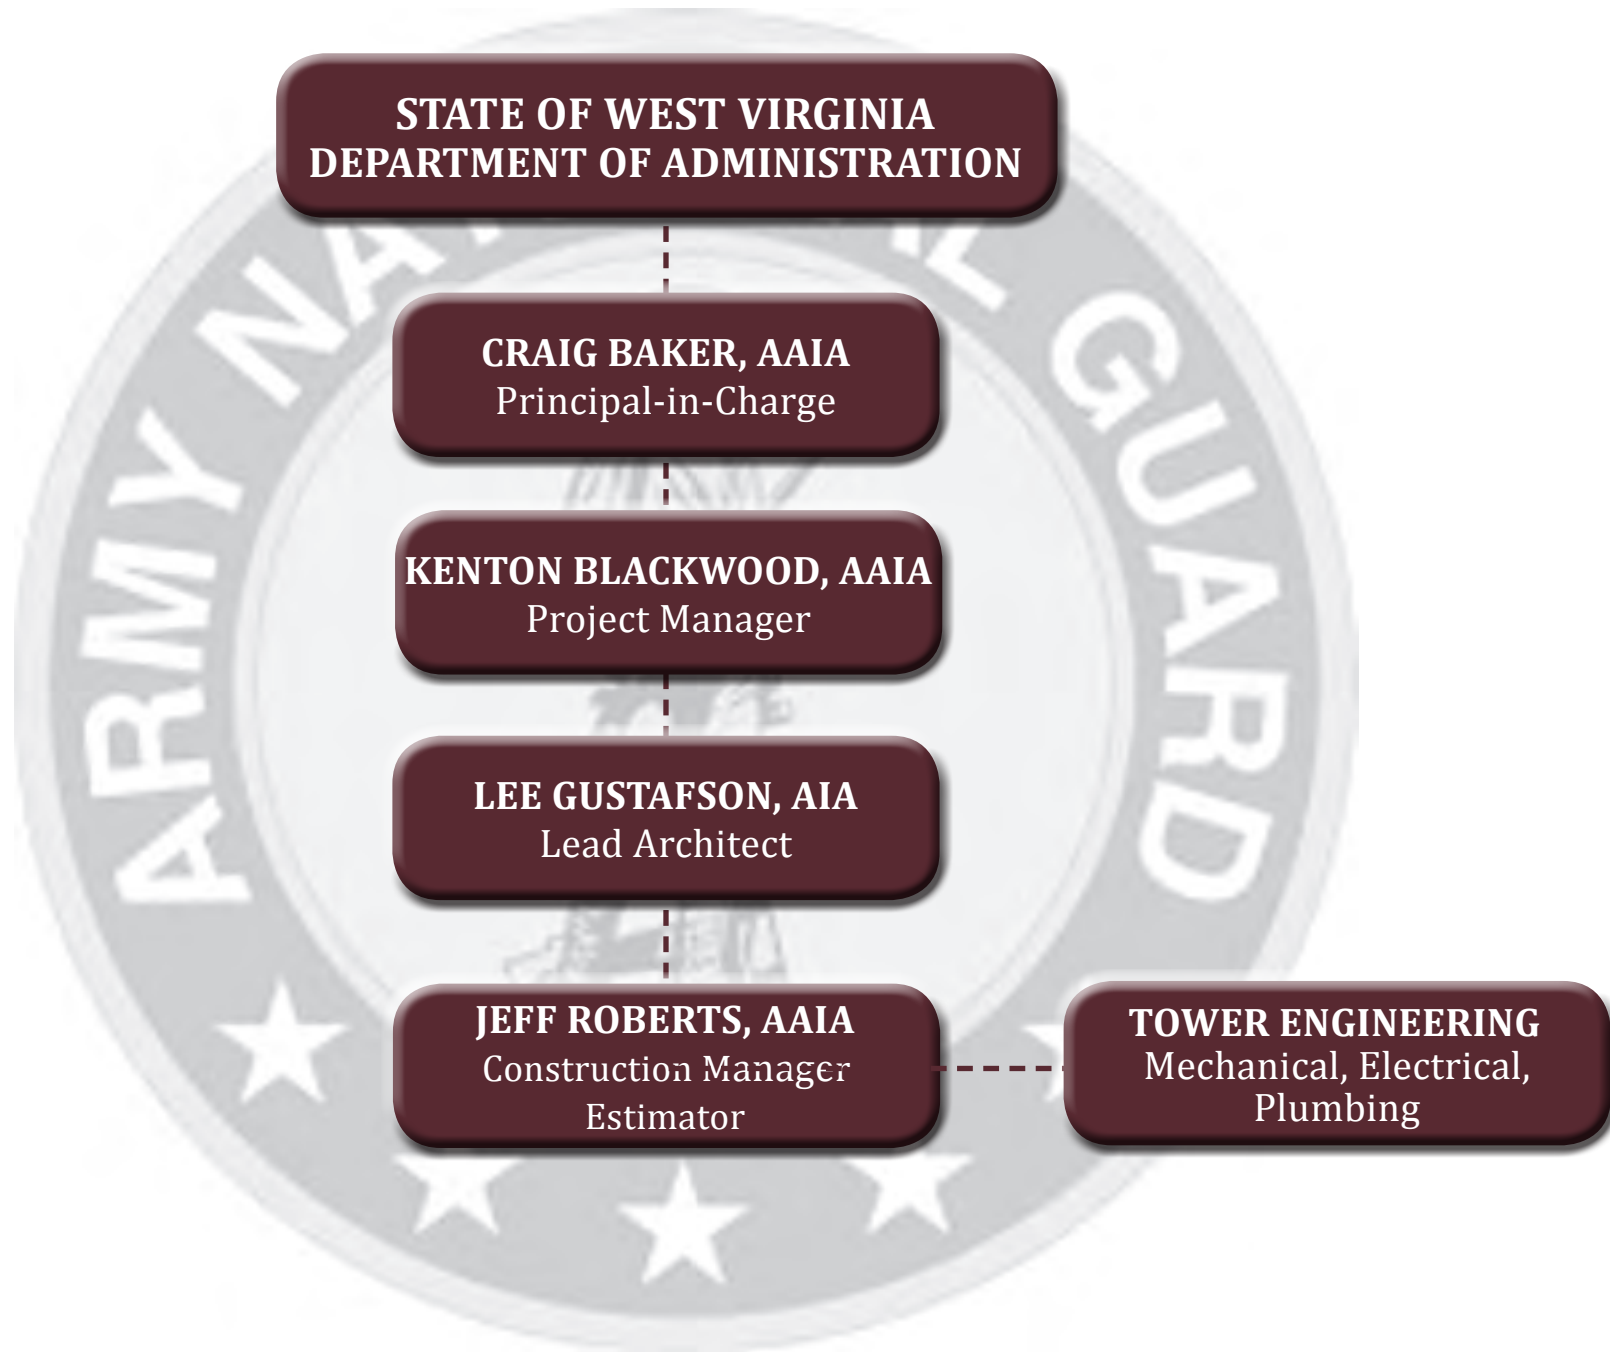 STATE OF WEST VIRGINIA
DEPARTMENT OF ADMINISTRATION
CRAIG BAKER, AAIA
Principal-in-Charge
KENTON BLACKWOOD, AAIA
Project Manager
LEE GUSTAFSON, AIA
Lead Architect
JEFF ROBERTS, AAIA
Construction Manager
Estimator
TOWER ENGINEERING
Mechanical, Electrical,
Plumbing
ARMY NATIONAL GUARD